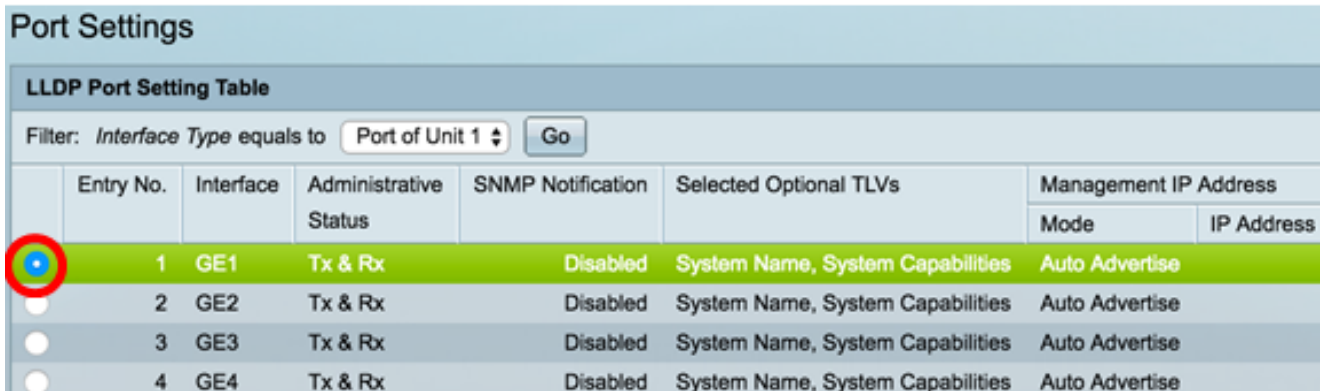 Port Settings
LLDP Port Setting Table
Filter: Interface Type equals to Port of Unit 1 Go
Entry No. Interface Administrative Status SNMP Notification Selected Optional TLVs Management IP Address
Mode IP Address
1 GE1 Tx & Rx Disabled System Name, System Capabilities Auto Advertise
2 GE2 Tx & Rx Disabled System Name, System Capabilities Auto Advertise
3 GE3 Tx & Rx Disabled System Name, System Capabilities Auto Advertise
4 GE4 Tx & Rx Disabled System Name, System Capabilities Auto Advertise